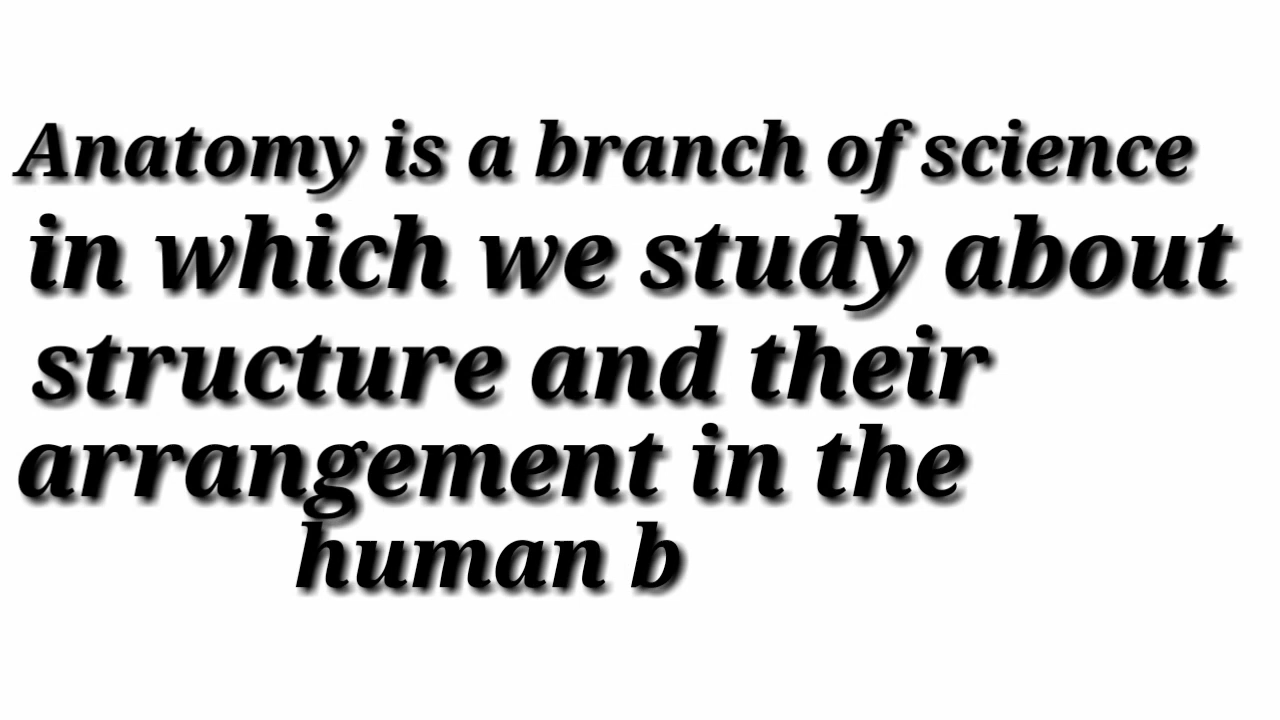 Anatomy is a branch of science
in which we study about
structure and their
arrangement in the
human b